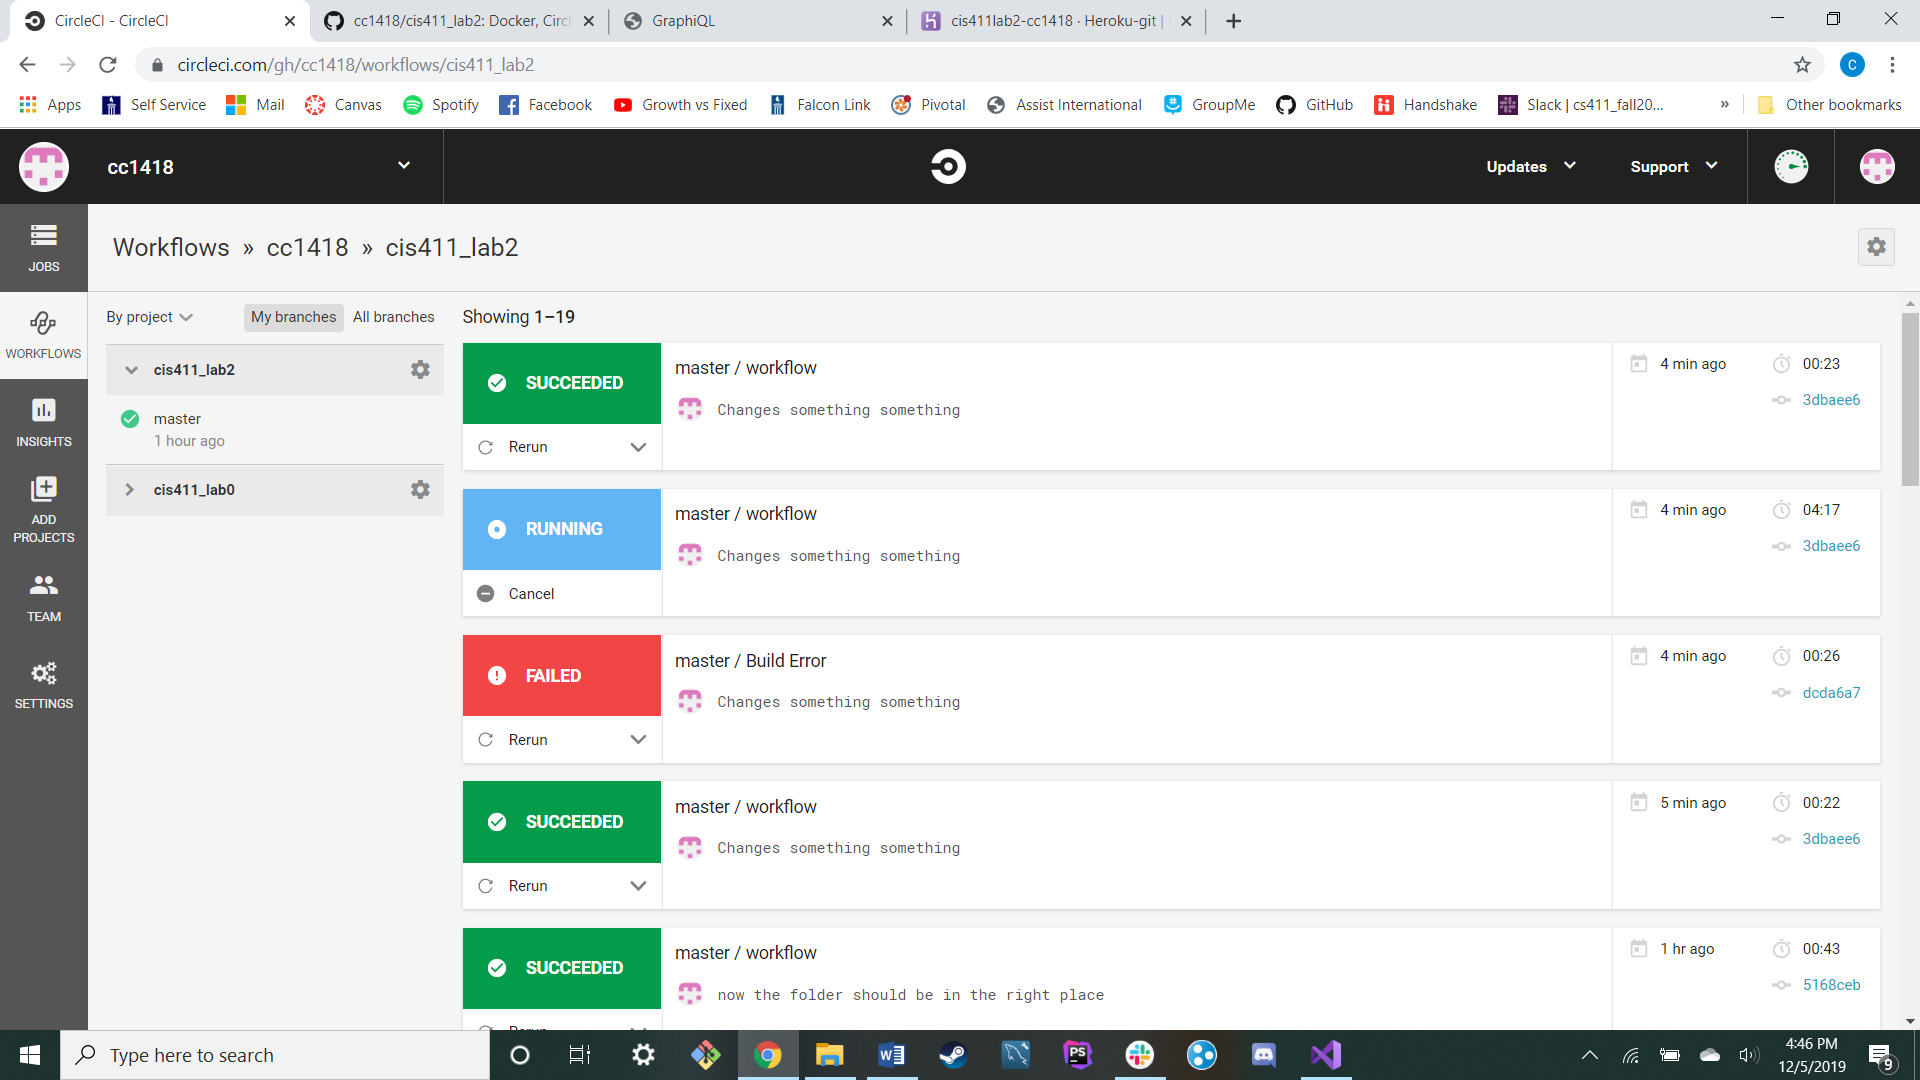 CircleCI - CircleCI
cc1418/cis411_lab2: Docker, Circ
GraphiQL
cis411lab2-cc1418 · Heroku-git |
circleci.com/gh/cc1418/workflows/cis411_lab2
C
Apps
Self Service
Mail
Canvas
Spotify
Facebook
Growth vs Fixed
Falcon Link
Pivotal
Assist International
GroupMe
GitHub
Handshake
Slack | cs411_fall20...
»
Other bookmarks
cc1418
Updates
Support
JOBS
WORKFLOWS
INSIGHTS
ADD
PROJECTS
TEAM
SETTINGS
Workflows » cc1418 » cis411_lab2
By project
My branches
All branches
cis411_lab2
master
1 hour ago
cis411_lab0
Showing 1–19
SUCCEEDED
Rerun
master / workflow
Changes something something
4 min ago
00:23
3dbaee6
RUNNING
Cancel
master / workflow
Changes something something
4 min ago
04:17
3dbaee6
FAILED
Rerun
master / Build Error
Changes something something
4 min ago
00:26
dcda6a7
SUCCEEDED
Rerun
master / workflow
Changes something something
5 min ago
00:22
3dbaee6
SUCCEEDED
Rerun
master / workflow
now the folder should be in the right place
1 hr ago
00:43
5168ceb
Type here to search
PS
4:46 PM
12/5/2019
9